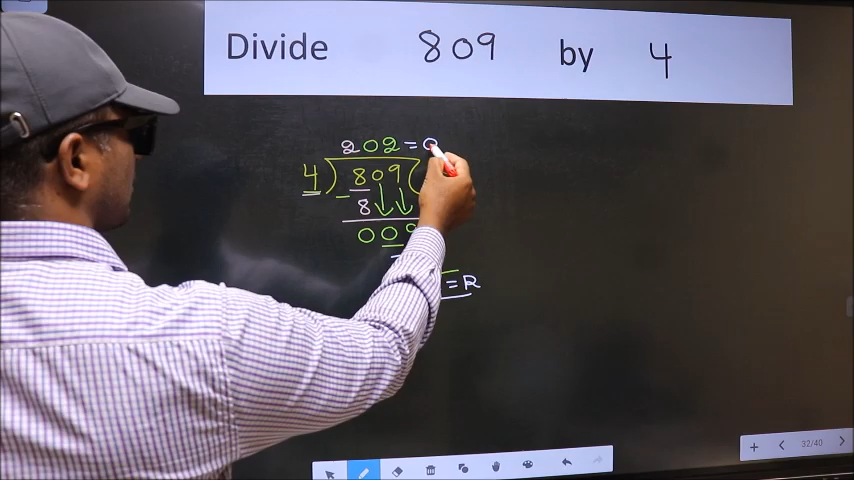 Divide 809 by 4
202 = Q
4 ) 809 (
8
009
= R
32/40